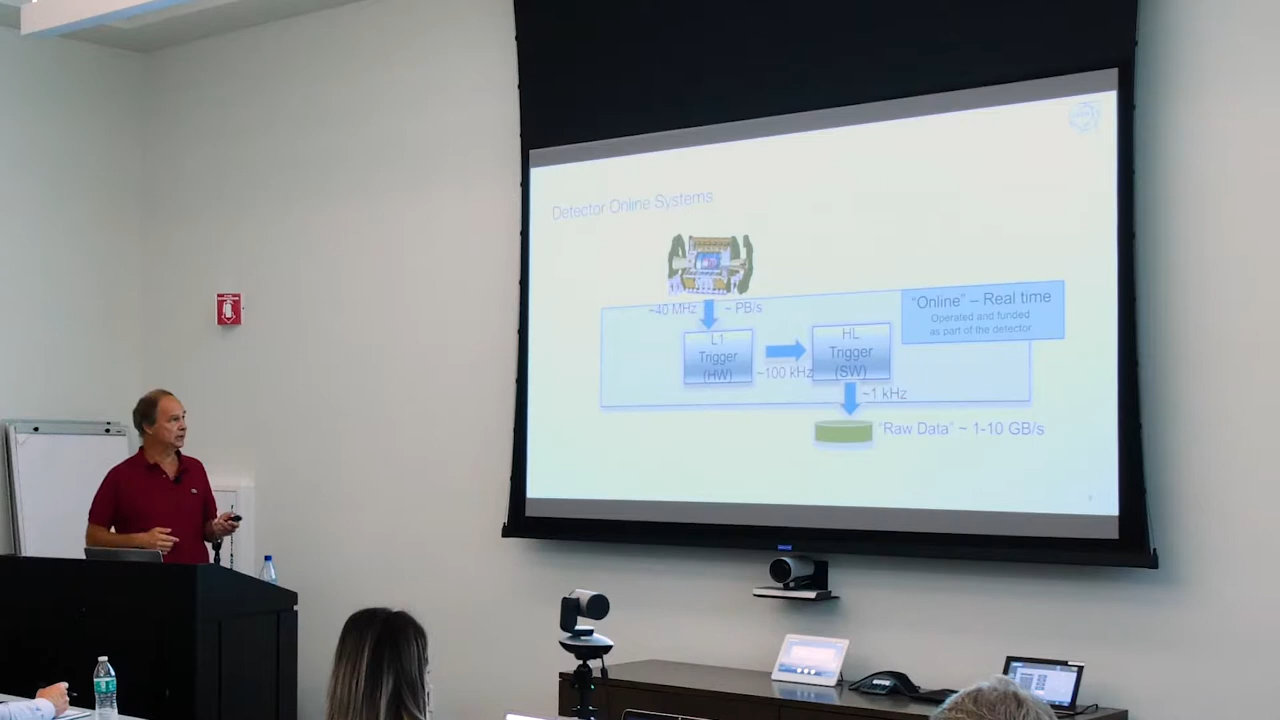 Detector Online Systems
~40 MHz
~ PB/s
"Online" – Real time
Operated and funded
as part of the detector
L1
Trigger
(HW)
~100 kHz
HL
Trigger
(SW)
~1 kHz
"Raw Data" ~ 1-10 GB/s